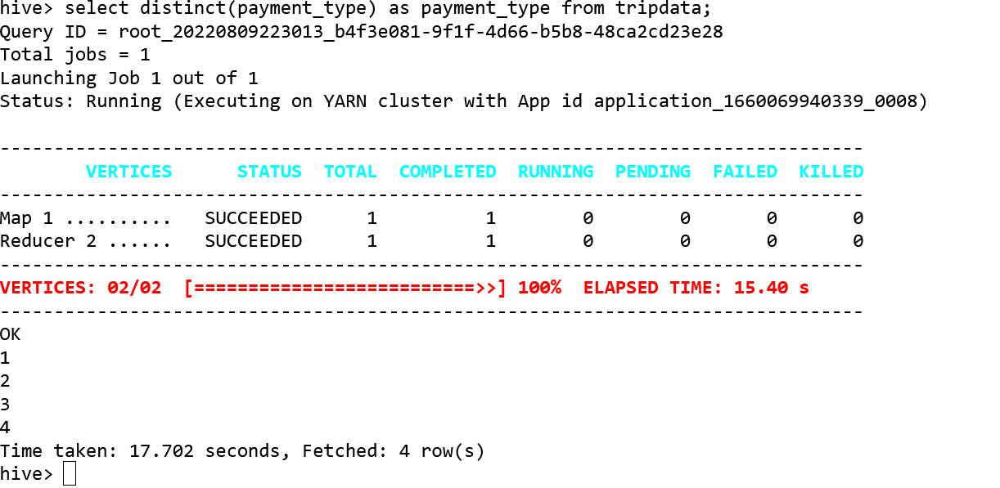 hive> select distinct(payment_type) as payment_type from tripdata;
Query ID = root_20220809223013_b4f3e081-9f1f-4d66-b5b8-48ca2cd23e28
Total jobs = 1
Launching Job 1 out of 1
Status: Running (Executing on YARN cluster with App id application_1660069940339_0008)

--------------------------------------------------------------------------------
        VERTICES      STATUS  TOTAL  COMPLETED  RUNNING  PENDING  FAILED  KILLED
--------------------------------------------------------------------------------
Map 1 ..........   SUCCEEDED      1          1        0        0       0       0
Reducer 2 ......   SUCCEEDED      1          1        0        0       0       0
--------------------------------------------------------------------------------
VERTICES: 02/02  [==========================>>] 100%  ELAPSED TIME: 15.40 s
--------------------------------------------------------------------------------
OK
1
2
3
4
Time taken: 17.702 seconds, Fetched: 4 row(s)
hive>